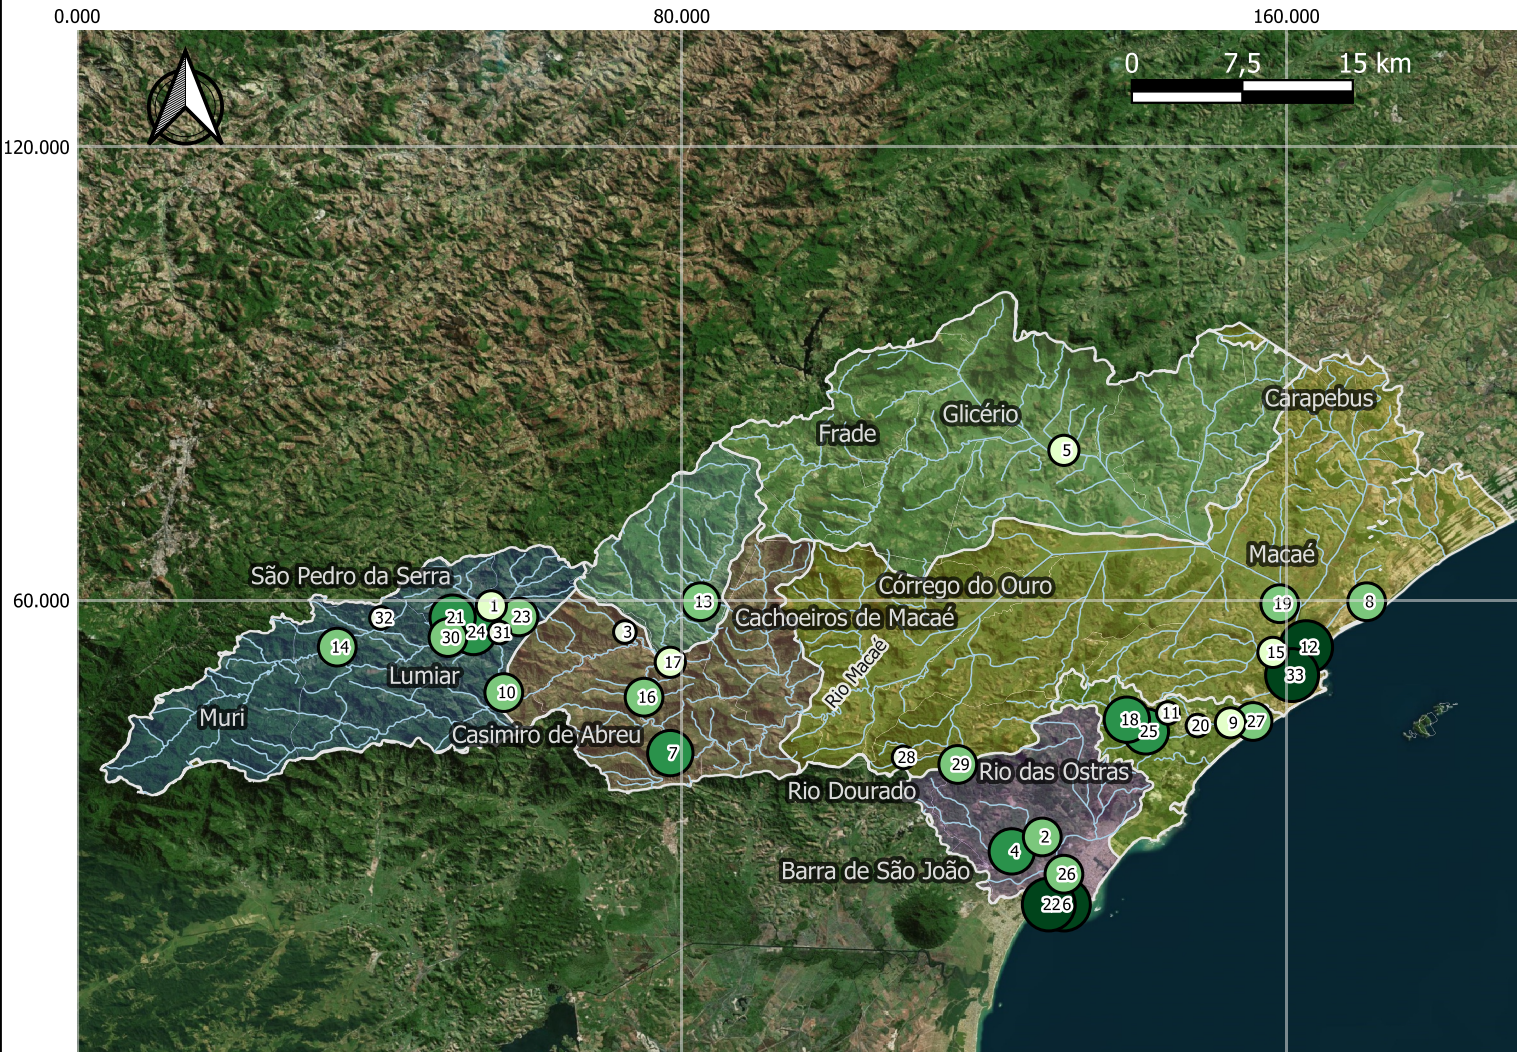 0.000 80.000 160.000
0 7,5 15 km
120.000
Carapebus
Glicério
Frade
5
Macaé
São Pedro da Serra
Córrego do Ouro
60.000
1
13
19
8
32
21
23
Cachoeiros de Macaé
30
24
31
3
14
15
12
17
Lumiar
Rio Macaé
33
10
16
Muri
11
18
20
9
27
25
Casimiro de Abreu
7
28
29
Rio das Ostras
Rio Dourado
2
4
Barra de São João
26
22
6